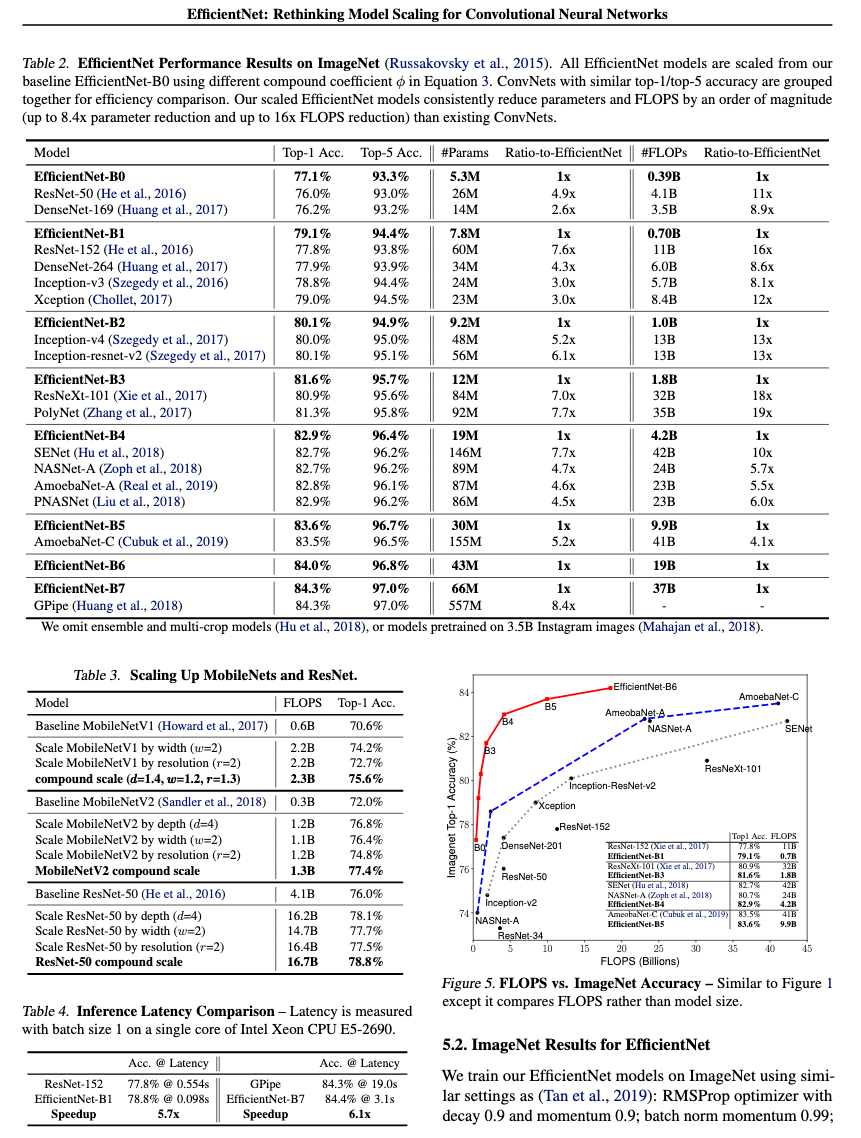 EfficientNet: Rethinking Model Scaling for Convolutional Neural Networks
Table 2. EfficientNet Performance Results on ImageNet (Russakovsky et al., 2015). All EfficientNet models are scaled from our
baseline EfficientNet-B0 using different compound coefficient ϕ in Equation 3. ConvNets with similar top-1/top-5 accuracy are grouped
together for efficiency comparison. Our scaled EfficientNet models consistently reduce parameters and FLOPS by an order of magnitude
(up to 8.4x parameter reduction and up to 16x FLOPS reduction) than existing ConvNets.
Model Top-1 Acc. Top-5 Acc. #Params Ratio-to-EfficientNet #FLOPs Ratio-to-EfficientNet
EfficientNet-B0 77.1% 93.3% 5.3M 1x 0.39B 1x
ResNet-50 (He et al., 2016) 76.0% 93.0% 26M 4.9x 4.1B 11x
DenseNet-169 (Huang et al., 2017) 76.2% 93.2% 14M 2.6x 3.5B 8.9x
EfficientNet-B1 79.1% 94.4% 7.8M 1x 0.70B 1x
ResNet-152 (He et al., 2016) 77.8% 93.8% 60M 7.6x 11B 16x
DenseNet-264 (Huang et al., 2017) 77.9% 93.9% 34M 4.3x 6.0B 8.6x
Inception-v3 (Szegedy et al., 2016) 78.8% 94.4% 24M 3.0x 5.7B 8.1x
Xception (Chollet, 2017) 79.0% 94.5% 23M 3.0x 8.4B 12x
EfficientNet-B2 80.1% 94.9% 9.2M 1x 1.0B 1x
Inception-v4 (Szegedy et al., 2017) 80.0% 95.0% 48M 5.2x 13B 13x
Inception-resnet-v2 (Szegedy et al., 2017) 80.1% 95.1% 56M 6.1x 13B 13x
EfficientNet-B3 81.6% 95.7% 12M 1x 1.8B 1x
ResNeXt-101 (Xie et al., 2017) 80.9% 95.6% 84M 7.0x 32B 18x
PolyNet (Zhang et al., 2017) 81.3% 95.8% 92M 7.7x 35B 19x
EfficientNet-B4 82.9% 96.4% 19M 1x 4.2B 1x
SENet (Hu et al., 2018) 82.7% 96.2% 146M 7.7x 42B 10x
NASNet-A (Zoph et al., 2018) 82.7% 96.2% 89M 4.7x 24B 5.7x
AmoebaNet-A (Real et al., 2019) 82.8% 96.1% 87M 4.6x 23B 5.5x
PNASNet (Liu et al., 2018) 82.9% 96.2% 86M 4.5x 23B 6.0x
EfficientNet-B5 83.6% 96.7% 30M 1x 9.9B 1x
AmoebaNet-C (Cubuk et al., 2019) 83.5% 96.5% 155M 5.2x 41B 4.1x
EfficientNet-B6 84.0% 96.8% 43M 1x 19B 1x
EfficientNet-B7 84.3% 97.0% 66M 1x 37B 1x
GPipe (Huang et al., 2018) 84.3% 97.0% 557M 8.4x - -
We omit ensemble and multi-crop models (Hu et al., 2018), or models pretrained on 3.5B Instagram images (Mahajan et al., 2018).
Table 3. Scaling Up MobileNets and ResNet.
Model FLOPS Top-1 Acc.
Baseline MobileNetV1 (Howard et al., 2017) 0.6B 70.6%
Scale MobileNetV1 by width (w=2) 2.2B 74.2%
Scale MobileNetV1 by resolution (r=2) 2.2B 72.7%
compound scale (d=1.4, w=1.2, r=1.3) 2.3B 75.6%
Baseline MobileNetV2 (Sandler et al., 2018) 0.3B 72.0%
Scale MobileNetV2 by depth (d=4) 1.2B 76.8%
Scale MobileNetV2 by width (w=2) 1.1B 76.4%
Scale MobileNetV2 by resolution (r=2) 1.2B 74.8%
MobileNetV2 compound scale 1.3B 77.4%
Baseline ResNet-50 (He et al., 2016) 4.1B 76.0%
Scale ResNet-50 by depth (d=4) 16.2B 78.1%
Scale ResNet-50 by width (w=2) 14.7B 77.7%
Scale ResNet-50 by resolution (r=2) 16.4B 77.5%
ResNet-50 compound scale 16.7B 78.8%
Table 4. Inference Latency Comparison – Latency is measured
with batch size 1 on a single core of Intel Xeon CPU E5-2690.
Acc. @ Latency Acc. @ Latency
ResNet-152 77.8% @ 0.554s GPipe 84.3% @ 19.0s
EfficientNet-B1 78.8% @ 0.098s EfficientNet-B7 84.4% @ 3.1s
Speedup 5.7x Speedup 6.1x
Imagenet Top-1 Accuracy (%)
84
82
80
78
76
74
EfficientNet-B6
AmoebaNet-C
B5
B4
AmeobaNet-A
NASNet-A
SENet
B3
ResNeXt-101
Inception-ResNet-v2
Xception
ResNet-152
B0
DenseNet-201
ResNet-50
Inception-v2
NASNet-A
ResNet-34
Top1 Acc. FLOPS
ResNet-152 (Xie et al., 2017) 77.8% 11B
EfficientNet-B1 79.1% 0.7B
ResNeXt-101 (Xie et al., 2017) 80.9% 32B
EfficientNet-B3 81.6% 1.8B
SENet (Hu et al., 2018) 82.7% 42B
NASNet-A (Zoph et al., 2018) 80.7% 24B
EfficientNet-B4 82.9% 4.2B
AmoebaNet-C (Cubuk et al., 2019) 83.5% 41B
EfficientNet-B5 83.6% 9.9B
0 5 10 15 20 25 30 35 40 45
FLOPS (Billions)
Figure 5. FLOPS vs. ImageNet Accuracy – Similar to Figure 1
except it compares FLOPS rather than model size.
5.2. ImageNet Results for EfficientNet
We train our EfficientNet models on ImageNet using simi-
lar settings as (Tan et al., 2019): RMSProp optimizer with
decay 0.9 and momentum 0.9; batch norm momentum 0.99;